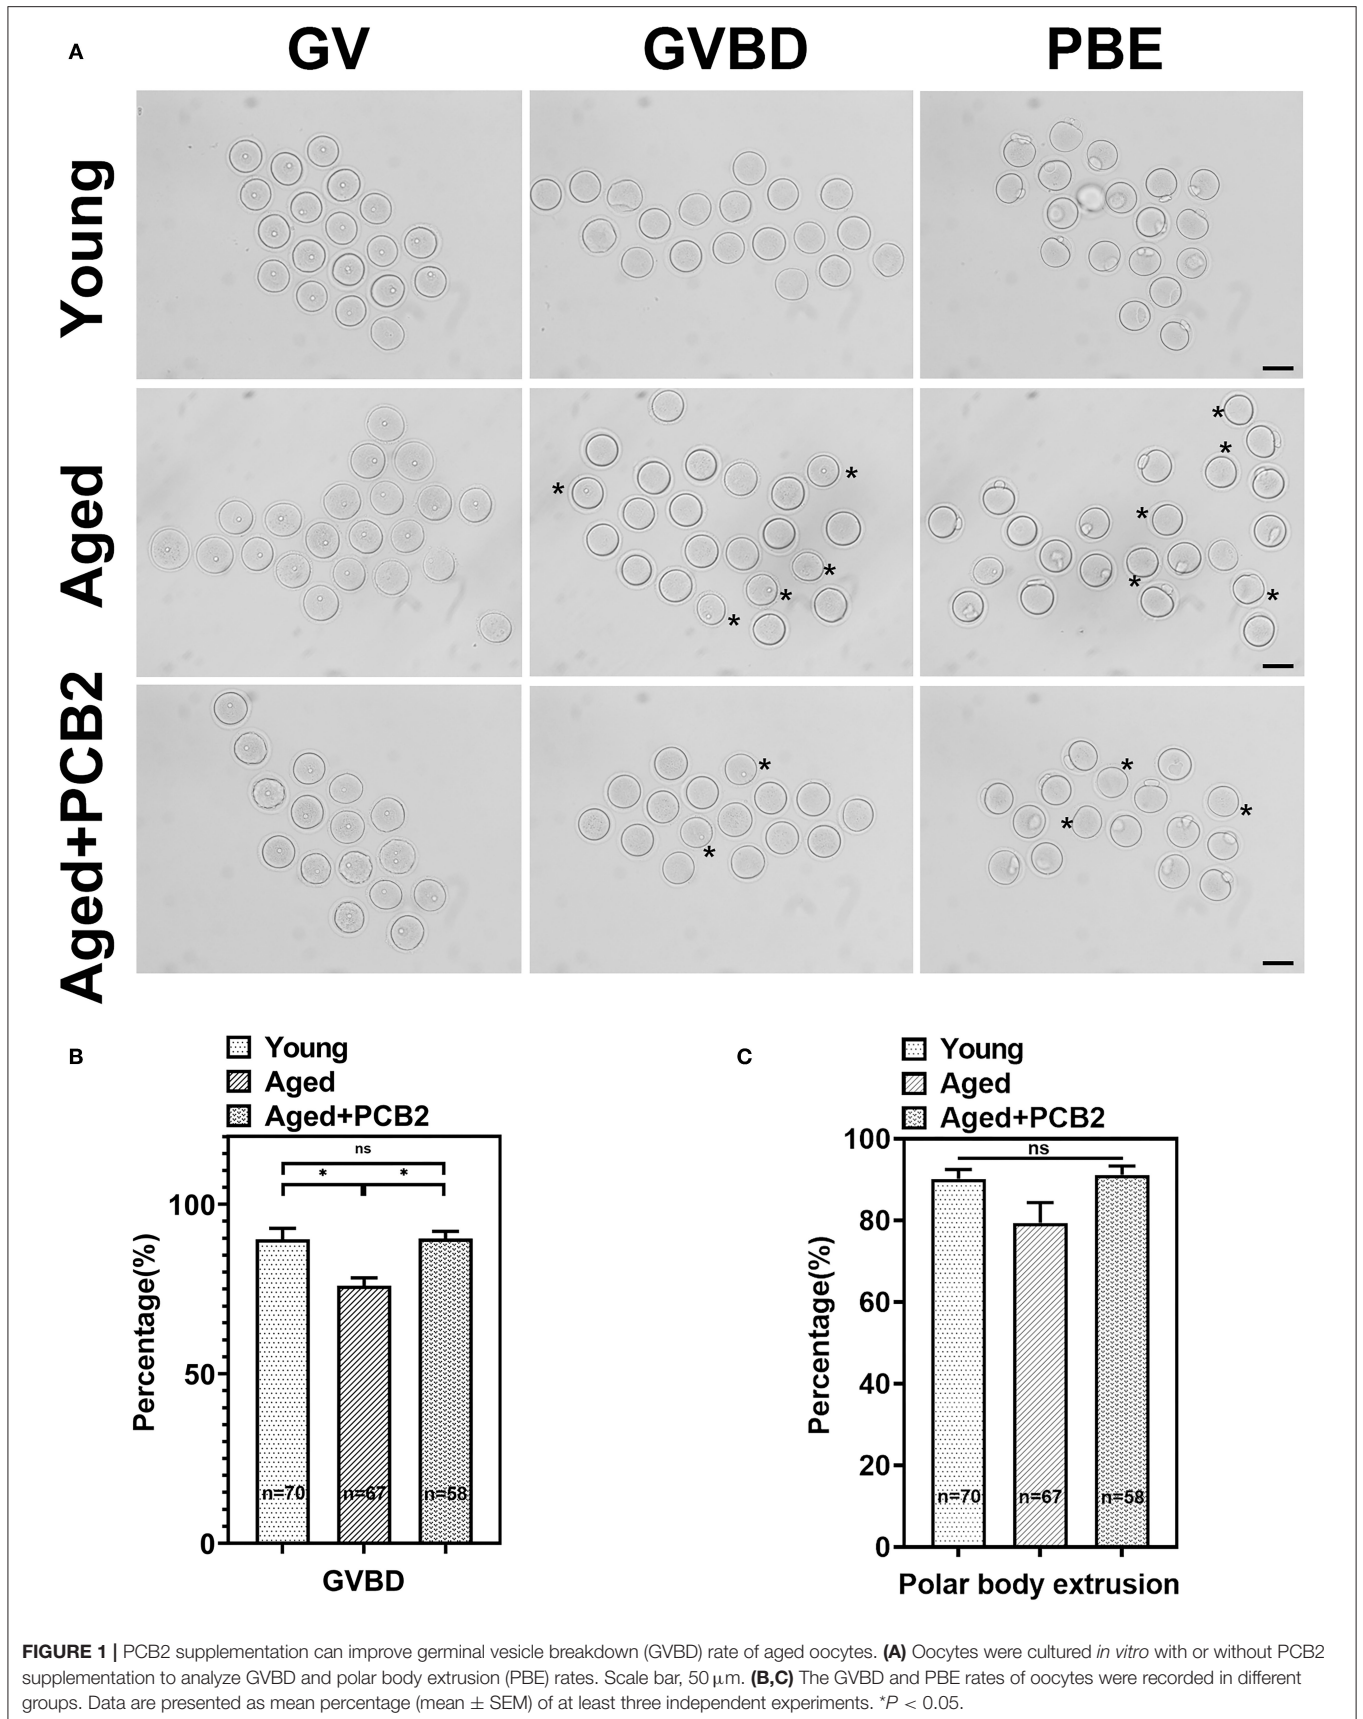 A
GV GVBD PBE
Young
*
*
*
*
*
*
*
*
*
*
Aged
*
*
*
*
*
Aged+PCB2
B
Young
Aged
Aged+PCB2
ns
* *
100
50
0
Percentage(%)
n=70 n=67 n=58
GVBD
C
Young
Aged
Aged+PCB2
ns
100
80
60
40
20
0
Percentage(%)
n=70 n=67 n=58
Polar body extrusion
FIGURE 1 | PCB2 supplementation can improve germinal vesicle breakdown (GVBD) rate of aged oocytes. (A) Oocytes were cultured in vitro with or without PCB2
supplementation to analyze GVBD and polar body extrusion (PBE) rates. Scale bar, 50 μm. (B,C) The GVBD and PBE rates of oocytes were recorded in different
groups. Data are presented as mean percentage (mean ± SEM) of at least three independent experiments. *P < 0.05.